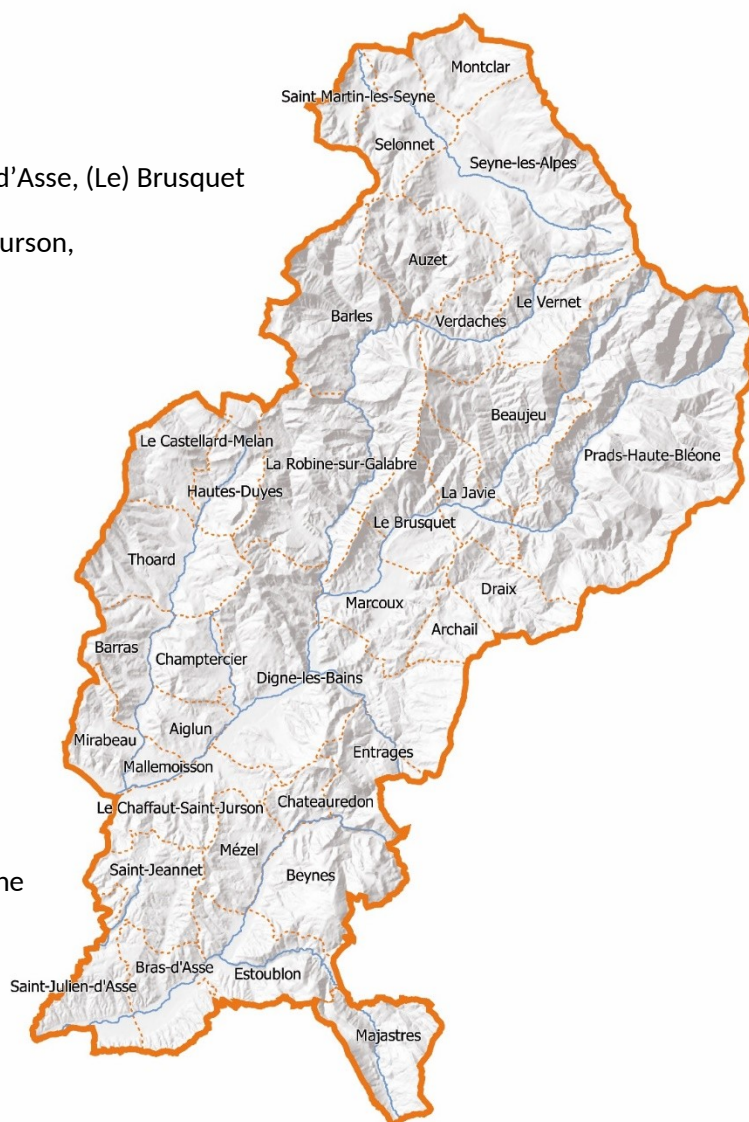 Montclar
Saint Martin-les-Seyne
Selonnet
Seyne-les-Alpes
d’Asse, (Le) Brusquet
urson,
Auzet
Le Vernet
Barles
Verdaches
Beaujeu
Le Castellard-Melan
La Robine-sur-Galabre
Prads-Haute-Bléone
Hautes-Duyes
La Javie
Le Brusquet
Thoard
Draix
Marcoux
Archail
Barras
Champtercier
Digne-les-Bains
Aiglun
Mirabeau
Entrages
Mallemoisson
Le Chaffaut-Saint-Jurson
Chateauredon
Mézel
Saint-Jeannet
Beynes
ne
Bras-d'Asse
Estoublon
Saint-Julien-d'Asse
Majastres